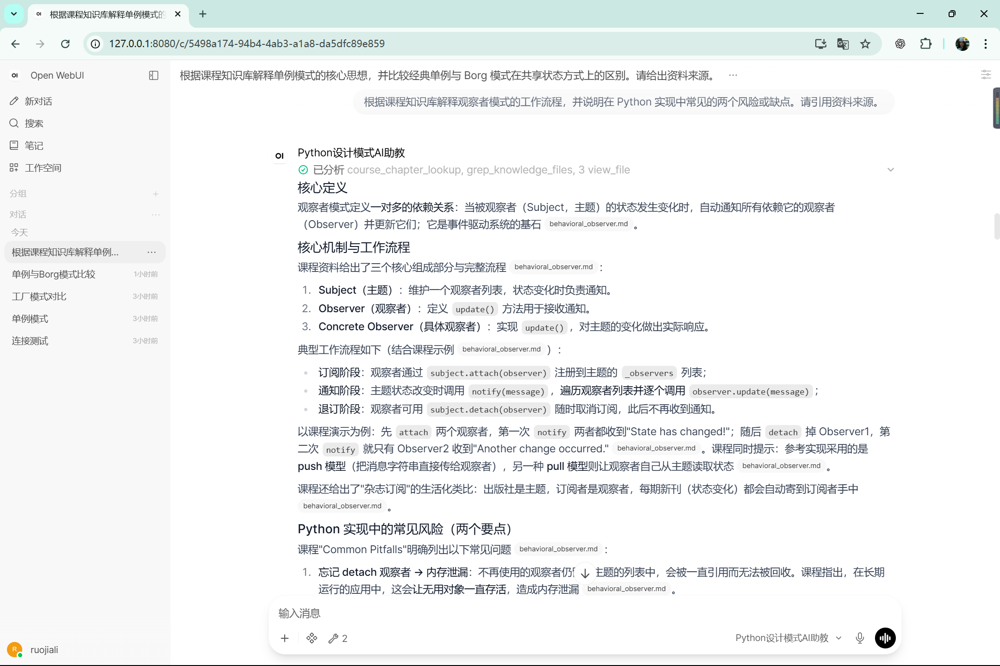 根据课程知识库解释单例模式的
127.0.0.1:8080/c/5498a174-94b4-4ab3-a1a8-da5dfc89e859
OI Open WebUI
新对话
搜索
笔记
工作空间
分组
对话
今天
根据课程知识库解释单例...
单例与Borg模式比较 1小时前
工厂模式对比 3小时前
单例模式 3小时前
连接测试 3小时前
R ruojiali
根据课程知识库解释单例模式的核心思想，并比较经典单例与 Borg 模式在共享状态方式上的区别。请给出资料来源。
根据课程知识库解释观察者模式的工作流程，并说明在 Python 实现中常见的两个风险或缺点。请引用资料来源。
OI Python设计模式AI助教
已分析 course_chapter_lookup, grep_knowledge_files, 3 view_file
核心定义
观察者模式定义一对多的依赖关系：当被观察者（Subject，主题）的状态发生变化时，自动通知所有依赖它的观察者
（Observer）并更新它们；它是事件驱动系统的基石 behavioral_observer.md 。
核心机制与工作流程
课程资料给出了三个核心组成部分与完整流程 behavioral_observer.md ：
1. Subject（主题）：维护一个观察者列表，状态变化时负责通知。
2. Observer（观察者）：定义 update() 方法用于接收通知。
3. Concrete Observer（具体观察者）：实现 update() ，对主题的变化做出实际响应。
典型工作流程如下（结合课程示例 behavioral_observer.md ）：
• 订阅阶段：观察者通过 subject.attach(observer) 注册到主题的 _observers 列表；
• 通知阶段：主题状态改变时调用 notify(message) ，遍历观察者列表并逐个调用 observer.update(message) ；
• 退订阶段：观察者可用 subject.detach(observer) 随时取消订阅，此后不再收到通知。
以课程演示为例：先 attach 两个观察者，第一次 notify 两者都收到"State has changed!"；随后 detach 掉 Observer1，第
二次 notify 就只有 Observer2 收到"Another change occurred." behavioral_observer.md 。课程同时提示：参考实现采用的是
push 模型（把消息字符串直接传给观察者），另一种 pull 模型则让观察者自己从主题读取状态 behavioral_observer.md 。
课程还给出了"杂志订阅"的生活化类比：出版社是主题，订阅者是观察者，每期新刊（状态变化）都会自动寄到订阅者手中
behavioral_observer.md 。
Python 实现中的常见风险（两个要点）
课程"Common Pitfalls"明确列出以下常见问题 behavioral_observer.md ：
1. 忘记 detach 观察者 → 内存泄漏：不再使用的观察者仍 主题的列表中，会被一直引用而无法被回收。课程指出，在长期
运行的应用中，这会让无用对象一直存活，造成内存泄漏 behavioral_observer.md 。
输入消息
2
Python设计模式AI助教